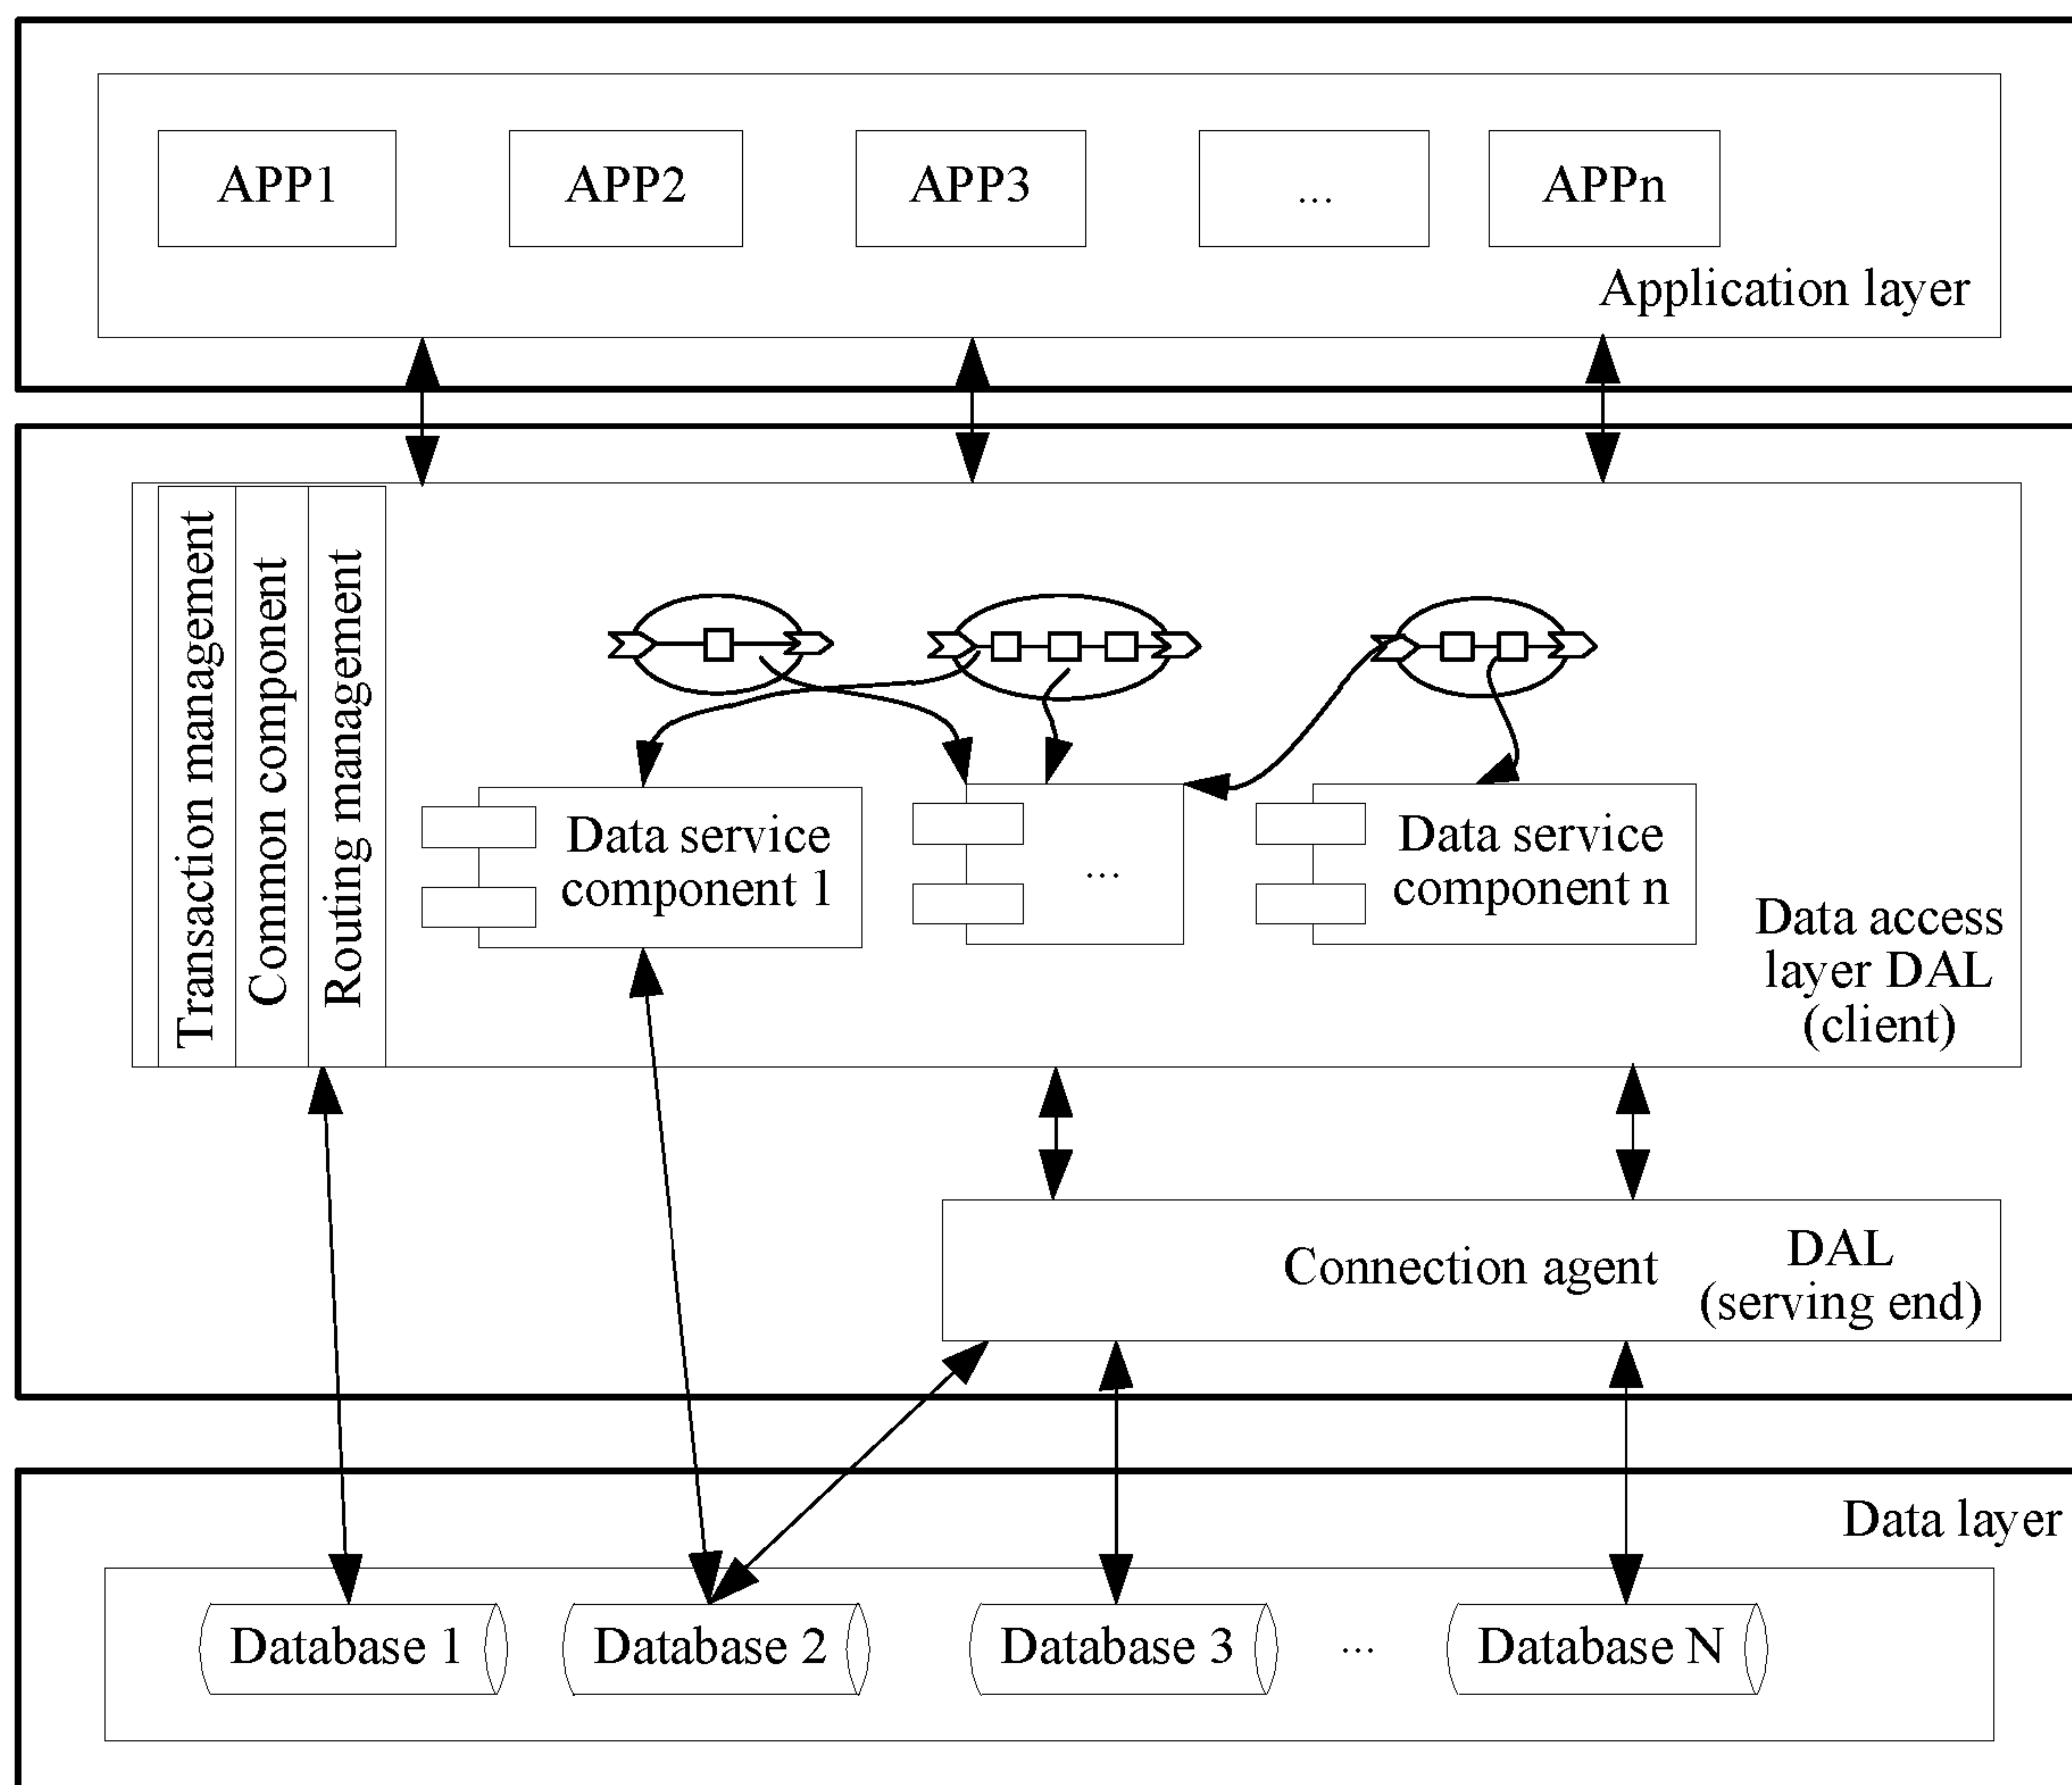 APP1
APP2
APP3
...
APPn
Application layer
Transaction management
Common component
Routing management
Data service
component 1
...
Data service
component n
Data access
layer DAL
(client)
Connection agent
DAL
(serving end)
Data layer
Database 1
Database 2
Database 3
...
Database N